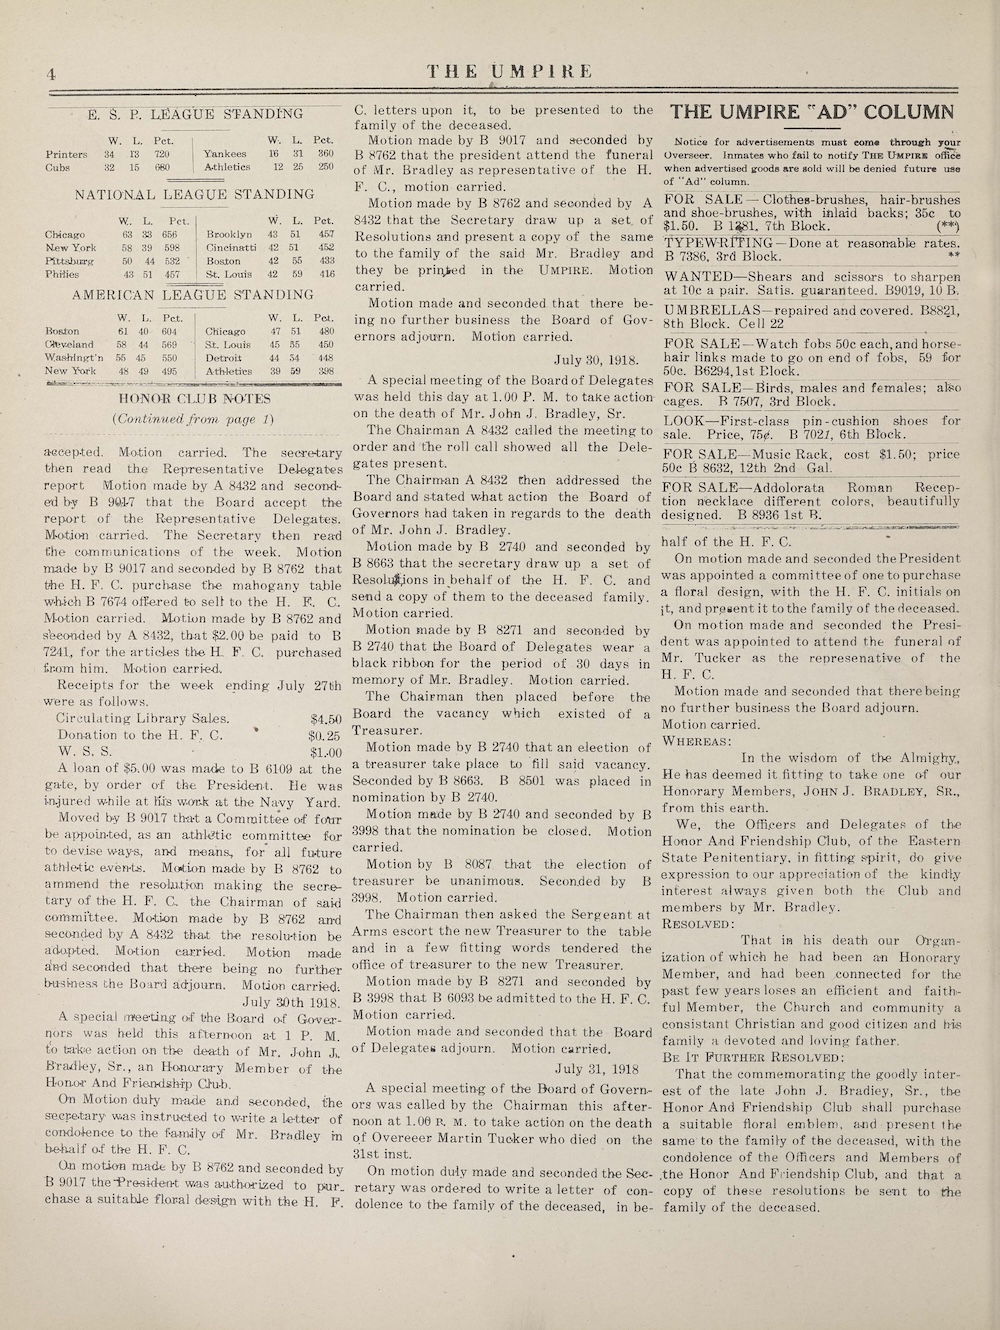 4
THE UMPIRE
E. S. P. LEAGUE STANDING
W. L. Pct. W. L. Pct.
Printers 34 13 720 Yankees 16 31 360
Cubs 32 15 680 Athletics 12 25 250
NATIONAL LEAGUE STANDING
W. L. Pct. W. L. Pct.
Chicago 63 33 656 Brooklyn 43 51 457
New York 58 39 598 Cincinatti 42 51 452
Pittsburg 50 44 532 Boston 42 55 433
Philies 43 51 457 St. Louis 42 59 416
AMERICAN LEAGUE STANDING
W. L. Pct. W. L. Pct.
Boston 61 40 604 Chicago 47 51 480
Cleveland 58 44 569 St. Louis 45 55 450
Washingt'n 55 45 550 Detroit 44 54 448
New York 48 49 495 Athletics 39 59 398
HONOR CLUB NOTES
(Continued from page 1)
accepted. Motion carried. The secretary
then read the Representative Delegates
report Motion made by A 8432 and second-
ed by B 9017 that the Board accept the
report of the Representative Delegates.
Motion carried. The Secretary then read
the communications of the week. Motion
made by B 9017 and seconded by B 8762 that
the H. F. C. purchase the mahogany table
which B 7674 offered to sell to the H. F. C.
Motion carried. Motion made by B 8762 and
seconded by A 8432, that $2.00 be paid to B
7241, for the articles the H. F. C. purchased
from him. Motion carried.
Receipts for the week ending July 27th
were as follows.
Circulating Library Sales. $4.50
Donation to the H. F. C. $0.25
W. S. S. $1.00
A loan of $5.00 was made to B 6109 at the
gate, by order of the President. He was
injured while at his work at the Navy Yard.
Moved by B 9017 that a Committee of four
be appointed, as an athletic committee for
to devise ways, and means, for all future
athletic events. Motion made by B 8762 to
ammend the resolution making the secre-
tary of the H. F. C. the Chairman of said
committee. Motion made by B 8762 and
seconded by A 8432 that the resolution be
adopted. Motion carried. Motion made
and seconded that there being no further
business the Board adjourn. Motion carried.
July 30th 1918.
A special meeting of the Board of Gover-
nors was held this afternoon at 1 P. M.
to take action on the death of Mr. John J.
Bradley, Sr., an Honorary Member of the
Honor And Friendship Club.
On Motion duly made and seconded, the
secretary was instructed to write a letter of
condolence to the family of Mr. Bradley in
behalf of the H. F. C.
On motion made by B 8762 and seconded by
B 9017 the President was authorized to pur-
chase a suitable floral design with the H. F.
C. letters upon it, to be presented to the
family of the deceased.
Motion made by B 9017 and seconded by
B 8762 that the president attend the funeral
of Mr. Bradley as representative of the H.
F. C., motion carried.
Motion made by B 8762 and seconded by A
8432 that the Secretary draw up a set of
Resolutions and present a copy of the same
to the family of the said Mr. Bradley and
they be printed in the UMPIRE. Motion
carried.
Motion made and seconded that there be-
ing no further business the Board of Gov-
ernors adjourn. Motion carried.
July 30, 1918.
A special meeting of the Board of Delegates
was held this day at 1.00 P. M. to take action
on the death of Mr. John J. Bradley, Sr.
The Chairman A 8432 called the meeting to
order and the roll call showed all the Dele-
gates present.
The Chairman A 8432 then addressed the
Board and stated what action the Board of
Governors had taken in regards to the death
of Mr. John J. Bradley.
Motion made by B 2740 and seconded by
B 8663 that the secretary draw up a set of
Resolutions in behalf of the H. F. C. and
send a copy of them to the deceased family.
Motion carried.
Motion made by B 8271 and seconded by
B 2740 that the Board of Delegates wear a
black ribbon for the period of 30 days in
memory of Mr. Bradley. Motion carried.
The Chairman then placed before the
Board the vacancy which existed of a
Treasurer.
Motion made by B 2740 that an election of
a treasurer take place to fill said vacancy.
Seconded by B 8663. B 8501 was placed in
nomination by B 2740.
Motion made by B 2740 and seconded by B
3998 that the nomination be closed. Motion
carried.
Motion by B 8087 that the election of
treasurer be unanimous. Seconded by B
3998. Motion carried.
The Chairman then asked the Sergeant at
Arms escort the new Treasurer to the table
and in a few fitting words tendered the
office of treasurer to the new Treasurer.
Motion made by B 8271 and seconded by
B 3998 that B 6093 be admitted to the H. F. C.
Motion carried.
Motion made and seconded that the Board
of Delegates adjourn. Motion carried.
July 31, 1918
A special meeting of the Board of Govern-
ors was called by the Chairman this after-
noon at 1.00 P. M. to take action on the death
of Overeeer Martin Tucker who died on the
31st inst.
On motion duly made and seconded the Sec-
retary was ordered to write a letter of con-
dolence to the family of the deceased, in be-
THE UMPIRE "AD" COLUMN
Notice for advertisements must come through your
Overseer. Inmates who fail to notify THE UMPIRE office
when advertised goods are sold will be denied future use
of "Ad" column.
FOR SALE — Clothes-brushes, hair-brushes
and shoe-brushes, with inlaid backs; 35c to
$1.50. B 1281, 7th Block. (**)
TYPEWRITING — Done at reasonable rates.
B 7386, 3rd Block. **
WANTED—Shears and scissors to sharpen
at 10c a pair. Satis. guaranteed. B9019, 10 B.
UMBRELLAS—repaired and covered. B8821,
8th Block. Cell 22
FOR SALE—Watch fobs 50c each, and horse-
hair links made to go on end of fobs, 59 for
50c. B6294, 1st Block.
FOR SALE—Birds, males and females; also
cages. B 7507, 3rd Block.
LOOK—First-class pin-cushion shoes for
sale. Price, 75¢. B 7021, 6th Block.
FOR SALE—Music Rack, cost $1.50; price
50c B 8632, 12th 2nd Gal.
FOR SALE—Addolorata Roman Recep-
tion necklace different colors, beautifully
designed. B 8936 1st B.
half of the H. F. C.
On motion made and seconded the President
was appointed a committee of one to purchase
a floral design, with the H. F. C. initials on
it, and present it to the family of the deceased.
On motion made and seconded the Presi-
dent was appointed to attend the funeral of
Mr. Tucker as the represenative of the
H. F. C.
Motion made and seconded that there being
no further business the Board adjourn.
Motion carried.
WHEREAS:
In the wisdom of the Almighy,
He has deemed it fitting to take one of our
Honorary Members, JOHN J. BRADLEY, SR.,
from this earth.
We, the Officers and Delegates of the
Honor And Friendship Club, of the Eastern
State Penitentiary, in fitting spirit, do give
expression to our appreciation of the kindly
interest always given both the Club and
members by Mr. Bradley.
RESOLVED:
That in his death our Organ-
ization of which he had been an Honorary
Member, and had been connected for the
past few years loses an efficient and faith-
ful Member, the Church and community a
consistant Christian and good citizen and his
family a devoted and loving father.
BE IT FURTHER RESOLVED:
That the commemorating the goodly inter-
est of the late John J. Bradley, Sr., the
Honor And Friendship Club shall purchase
a suitable floral emblem, and present the
same to the family of the deceased, with the
condolence of the Officers and Members of
the Honor And Friendship Club, and that a
copy of these resolutions be sent to the
family of the deceased.